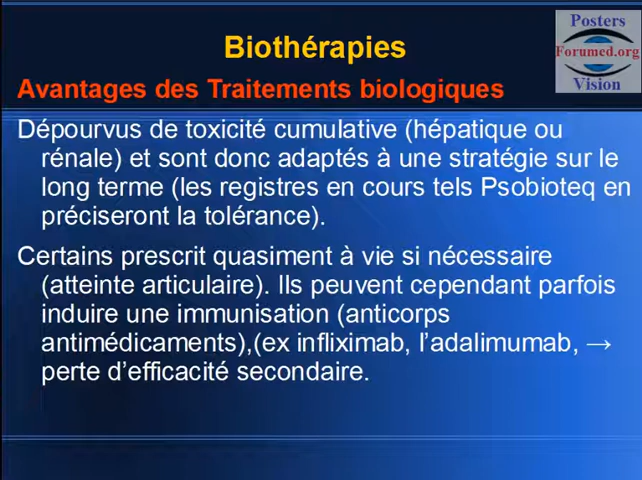 Posters
Forumed.org
Vision
Biothérapies
Avantages des Traitements biologiques
Dépourvus de toxicité cumulative (hépatique ou
rénale) et sont donc adaptés à une stratégie sur le
long terme (les registres en cours tels Psobioteq en
préciseront la tolérance).
Certains prescrit quasiment à vie si nécessaire
(atteinte articulaire). Ils peuvent cependant parfois
induire une immunisation (anticorps
antimédicaments),(ex infliximab, l’adalimumab, →
perte d’efficacité secondaire.